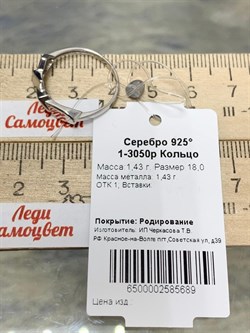 Леди
Самоцвет
Леди
Самоцвет
Серебро 925°
1-3050р Кольцо
Масса 1,43 г. Размер 18,0
Масса металла: 1,43 г
ОТК 1, Вставки:
Покрытие: Родирование
Изготовитель: ИП Черкасова Т.В.
РФ Красное-на-Волге пгт,Советская ул, д39
6500002585689
Цена изд.